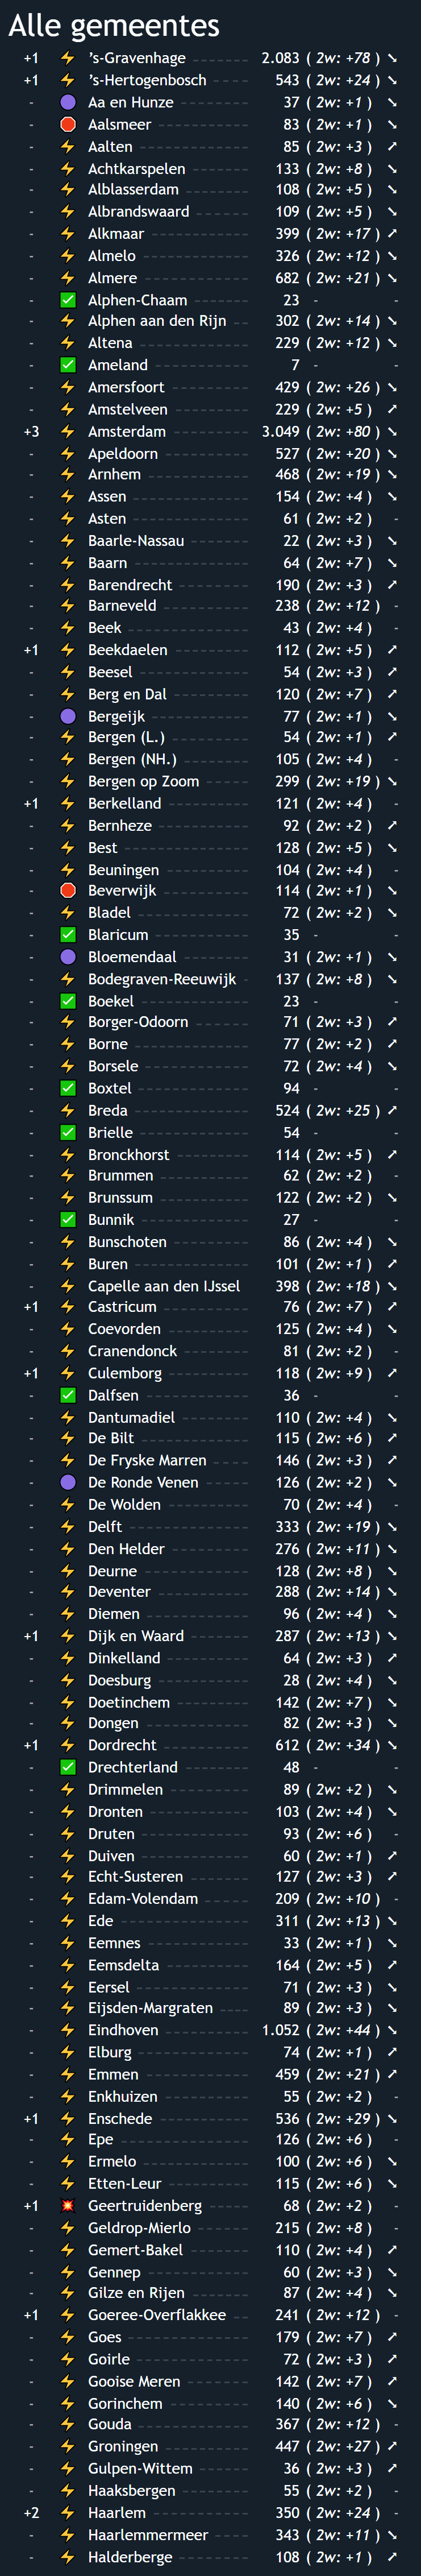 Alle gemeentes
+1 ⚡ ’s-Gravenhage 2.083 ( 2w: +78 ) ➘
+1 ⚡ ’s-Hertogenbosch 543 ( 2w: +24 ) ➘
- 🟣 Aa en Hunze 37 ( 2w: +1 ) ➘
- 🛑 Aalsmeer 83 ( 2w: +1 ) ➘
- ⚡ Aalten 85 ( 2w: +3 ) ➚
- ⚡ Achtkarspelen 133 ( 2w: +8 ) ➘
- ⚡ Alblasserdam 108 ( 2w: +5 ) ➘
- ⚡ Albrandswaard 109 ( 2w: +5 ) ➘
- ⚡ Alkmaar 399 ( 2w: +17 ) ➚
- ⚡ Almelo 326 ( 2w: +12 ) ➘
- ⚡ Almere 682 ( 2w: +21 ) ➘
- ✅ Alphen-Chaam 23 - -
- ⚡ Alphen aan den Rijn 302 ( 2w: +14 ) ➘
- ⚡ Altena 229 ( 2w: +12 ) ➘
- ✅ Ameland 7 - -
- ⚡ Amersfoort 429 ( 2w: +26 ) ➘
- ⚡ Amstelveen 229 ( 2w: +5 ) ➚
+3 ⚡ Amsterdam 3.049 ( 2w: +80 ) ➘
- ⚡ Apeldoorn 527 ( 2w: +20 ) ➘
- ⚡ Arnhem 468 ( 2w: +19 ) ➘
- ⚡ Assen 154 ( 2w: +4 ) ➘
- ⚡ Asten 61 ( 2w: +2 ) -
- ⚡ Baarle-Nassau 22 ( 2w: +3 ) ➘
- ⚡ Baarn 64 ( 2w: +7 ) ➘
- ⚡ Barendrecht 190 ( 2w: +3 ) ➚
- ⚡ Barneveld 238 ( 2w: +12 ) -
- ⚡ Beek 43 ( 2w: +4 ) -
+1 ⚡ Beekdaelen 112 ( 2w: +5 ) ➚
- ⚡ Beesel 54 ( 2w: +3 ) ➚
- ⚡ Berg en Dal 120 ( 2w: +7 ) ➚
- 🟣 Bergeijk 77 ( 2w: +1 ) ➘
- ⚡ Bergen (L.) 54 ( 2w: +1 ) ➚
- ⚡ Bergen (NH.) 105 ( 2w: +4 ) -
- ⚡ Bergen op Zoom 299 ( 2w: +19 ) ➘
+1 ⚡ Berkelland 121 ( 2w: +4 ) -
- ⚡ Bernheze 92 ( 2w: +2 ) ➚
- ⚡ Best 128 ( 2w: +5 ) ➘
- ⚡ Beuningen 104 ( 2w: +4 ) -
- 🛑 Beverwijk 114 ( 2w: +1 ) ➘
- ⚡ Bladel 72 ( 2w: +2 ) ➘
- ✅ Blaricum 35 - -
- 🟣 Bloemendaal 31 ( 2w: +1 ) ➘
- ⚡ Bodegraven-Reeuwijk 137 ( 2w: +8 ) ➘
- ✅ Boekel 23 - -
- ⚡ Borger-Odoorn 71 ( 2w: +3 ) ➚
- ⚡ Borne 77 ( 2w: +2 ) ➚
- ⚡ Borsele 72 ( 2w: +4 ) ➘
- ✅ Boxtel 94 - -
- ⚡ Breda 524 ( 2w: +25 ) ➚
- ✅ Brielle 54 - -
- ⚡ Bronckhorst 114 ( 2w: +5 ) ➚
- ⚡ Brummen 62 ( 2w: +2 ) -
- ⚡ Brunssum 122 ( 2w: +2 ) ➘
- ✅ Bunnik 27 - -
- ⚡ Bunschoten 86 ( 2w: +4 ) ➘
- ⚡ Buren 101 ( 2w: +1 ) ➚
- ⚡ Capelle aan den IJssel 398 ( 2w: +18 ) ➘
+1 ⚡ Castricum 76 ( 2w: +7 ) ➚
- ⚡ Coevorden 125 ( 2w: +4 ) ➘
- ⚡ Cranendonck 81 ( 2w: +2 ) -
+1 ⚡ Culemborg 118 ( 2w: +9 ) ➚
- ✅ Dalfsen 36 - -
- ⚡ Dantumadiel 110 ( 2w: +4 ) ➘
- ⚡ De Bilt 115 ( 2w: +6 ) ➚
- ⚡ De Fryske Marren 146 ( 2w: +3 ) ➚
- 🟣 De Ronde Venen 126 ( 2w: +2 ) ➘
- ⚡ De Wolden 70 ( 2w: +4 ) -
- ⚡ Delft 333 ( 2w: +19 ) ➘
- ⚡ Den Helder 276 ( 2w: +11 ) ➘
- ⚡ Deurne 128 ( 2w: +8 ) ➘
- ⚡ Deventer 288 ( 2w: +14 ) ➘
- ⚡ Diemen 96 ( 2w: +4 ) ➘
+1 ⚡ Dijk en Waard 287 ( 2w: +13 ) ➘
- ⚡ Dinkelland 64 ( 2w: +3 ) ➚
- ⚡ Doesburg 28 ( 2w: +4 ) ➘
- ⚡ Doetinchem 142 ( 2w: +7 ) ➘
- ⚡ Dongen 82 ( 2w: +3 ) ➘
+1 ⚡ Dordrecht 612 ( 2w: +34 ) ➘
- ✅ Drechterland 48 - -
- ⚡ Drimmelen 89 ( 2w: +2 ) ➘
- ⚡ Dronten 103 ( 2w: +4 ) ➘
- ⚡ Druten 93 ( 2w: +6 ) -
- ⚡ Duiven 60 ( 2w: +1 ) ➚
- ⚡ Echt-Susteren 127 ( 2w: +3 ) ➚
- ⚡ Edam-Volendam 209 ( 2w: +10 ) -
- ⚡ Ede 311 ( 2w: +13 ) ➘
- ⚡ Eemnes 33 ( 2w: +1 ) ➘
- ⚡ Eemsdelta 164 ( 2w: +5 ) ➚
- ⚡ Eersel 71 ( 2w: +3 ) ➘
- ⚡ Eijsden-Margraten 89 ( 2w: +3 ) ➘
- ⚡ Eindhoven 1.052 ( 2w: +44 ) ➘
- ⚡ Elburg 74 ( 2w: +1 ) ➚
- ⚡ Emmen 459 ( 2w: +21 ) ➚
- ⚡ Enkhuizen 55 ( 2w: +2 ) -
+1 ⚡ Enschede 536 ( 2w: +29 ) ➘
- ⚡ Epe 126 ( 2w: +6 ) -
- ⚡ Ermelo 100 ( 2w: +6 ) ➘
- ⚡ Etten-Leur 115 ( 2w: +6 ) ➘
+1 💥 Geertruidenberg 68 ( 2w: +2 ) -
- ⚡ Geldrop-Mierlo 215 ( 2w: +8 ) -
- ⚡ Gemert-Bakel 110 ( 2w: +4 ) ➚
- ⚡ Gennep 60 ( 2w: +3 ) ➘
- ⚡ Gilze en Rijen 87 ( 2w: +4 ) ➘
+1 ⚡ Goeree-Overflakkee 241 ( 2w: +12 ) -
- ⚡ Goes 179 ( 2w: +7 ) ➚
- ⚡ Goirle 72 ( 2w: +3 ) ➚
- ⚡ Gooise Meren 142 ( 2w: +7 ) ➚
- ⚡ Gorinchem 140 ( 2w: +6 ) ➘
- ⚡ Gouda 367 ( 2w: +12 ) -
- ⚡ Groningen 447 ( 2w: +27 ) ➚
- ⚡ Gulpen-Wittem 36 ( 2w: +3 ) ➚
- ⚡ Haaksbergen 55 ( 2w: +2 ) -
+2 ⚡ Haarlem 350 ( 2w: +24 ) -
- ⚡ Haarlemmermeer 343 ( 2w: +11 ) ➘
- ⚡ Halderberge 108 ( 2w: +1 ) ➚